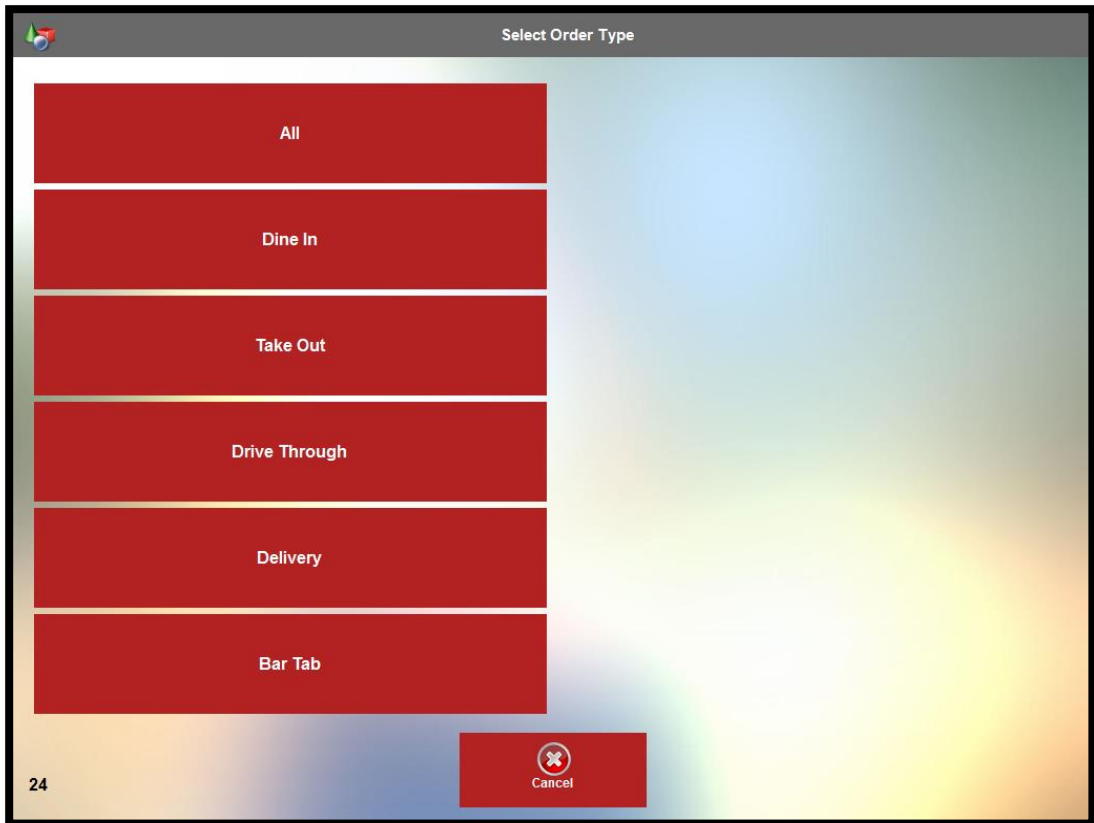 Select Order Type
All
Dine In
Take Out
Drive Through
Delivery
Bar Tab
Cancel
24